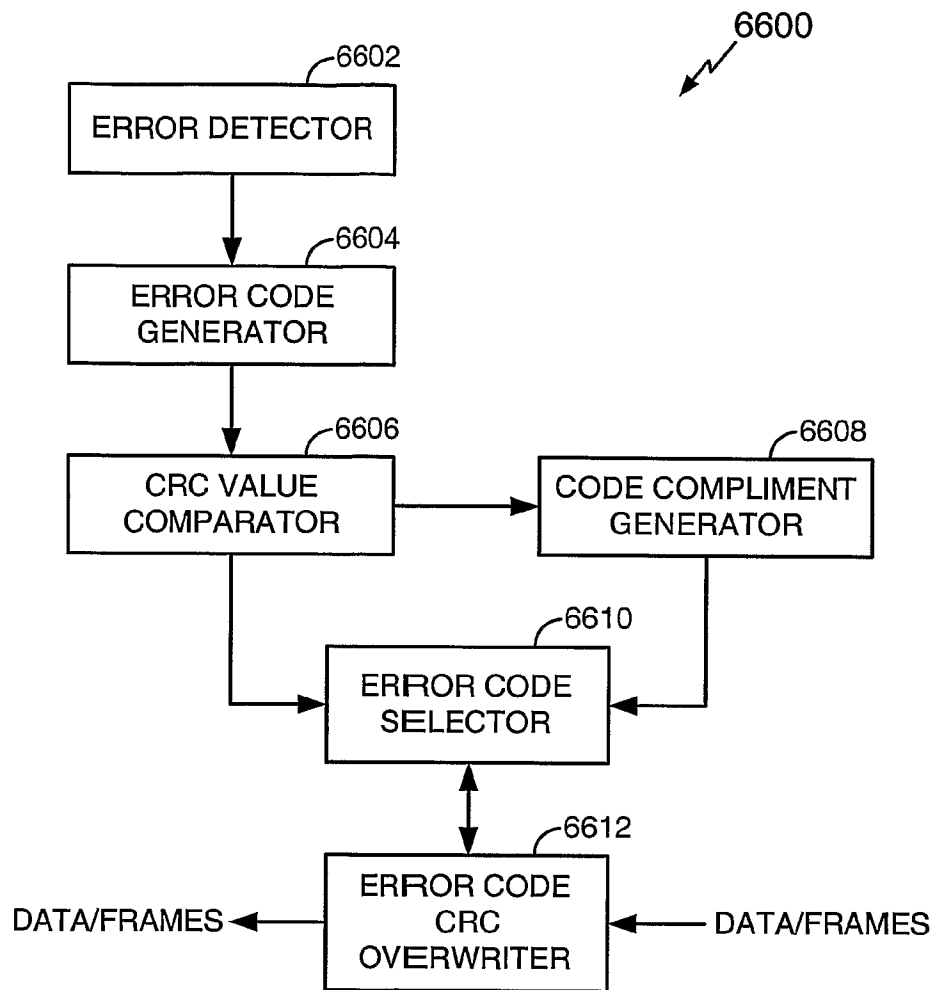 6600
6602
ERROR DETECTOR
6604
ERROR CODE
GENERATOR
6606
CRC VALUE
COMPARATOR
6608
CODE COMPLIMENT
GENERATOR
6610
ERROR CODE
SELECTOR
6612
ERROR CODE
CRC
OVERWRITER
DATA/FRAMES
DATA/FRAMES